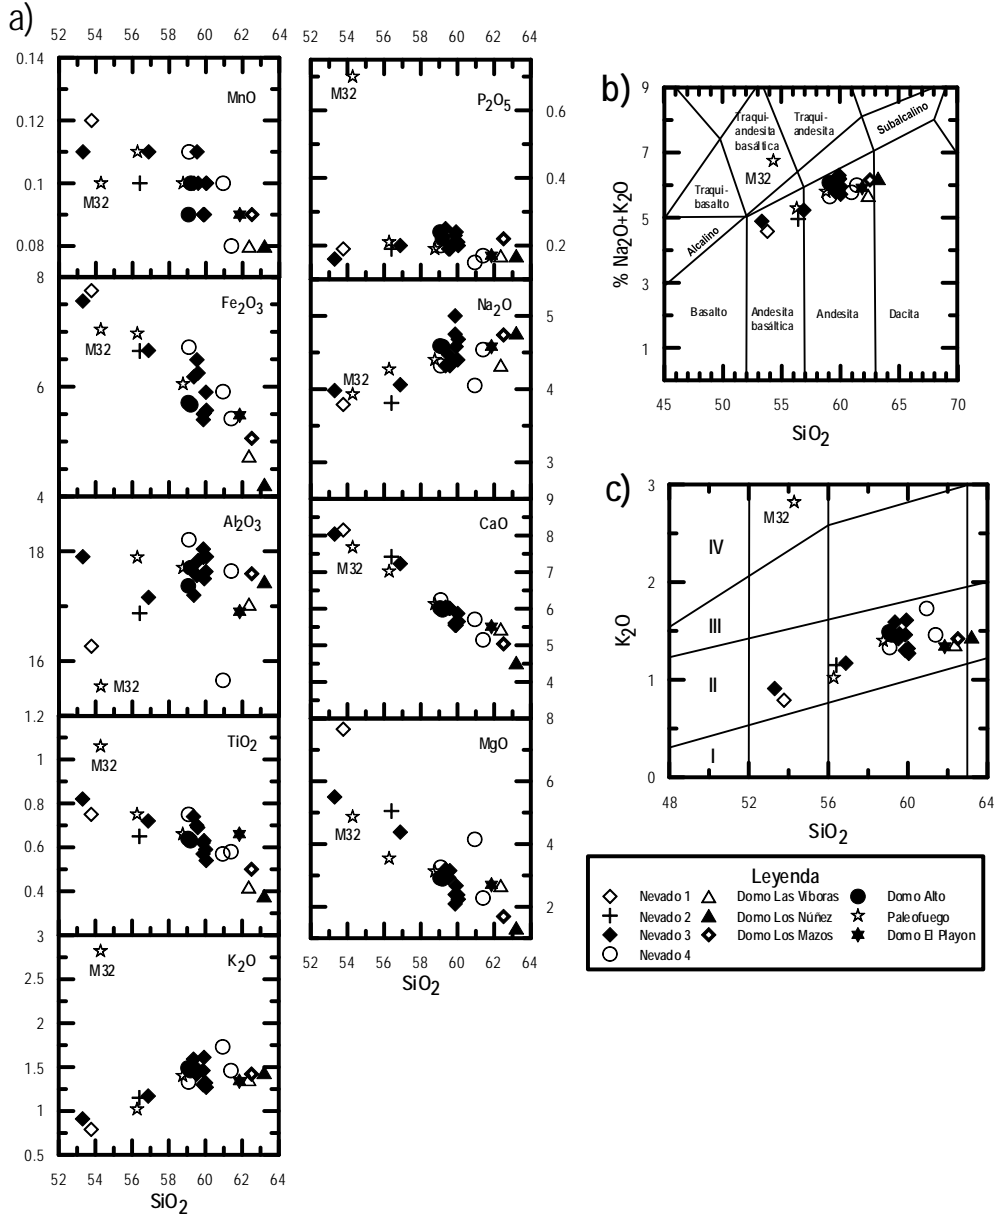 a)
52 54 56 58 60 62 64
0.14
0.12
0.1
0.08
MnO
M32
8
6
4
Fe2O3
M32
18
16
Al2O3
M32
1.2
1
0.8
0.6
0.4
TiO2
M32
3
2.5
2
1.5
1
0.5
K2O
M32
52 54 56 58 60 62 64
SiO2
52 54 56 58 60 62 64
0.6
0.4
0.2
P2O5
M32
5
4
3
Na2O
M32
9
8
7
6
5
4
CaO
M32
8
6
4
2
MgO
M32
52 54 56 58 60 62 64
SiO2
b)
9
7
5
3
1
% Na2O+K2O
Traqui-
andesita
basáltica
Traqui-
andesita
Subalcalino
M32
Traqui-
basalto
Alcalino
Basalto
Andesita
basáltica
Andesita
Dacita
45 50 55 60 65 70
SiO2
c)
3
2
1
0
K2O
M32
IV
III
II
I
48 52 56 60 64
SiO2
Leyenda
Nevado 1 Domo Las Víboras Domo Alto
Nevado 2 Domo Los Núñez Paleofuego
Nevado 3 Domo Los Mazos Domo El Playon
Nevado 4